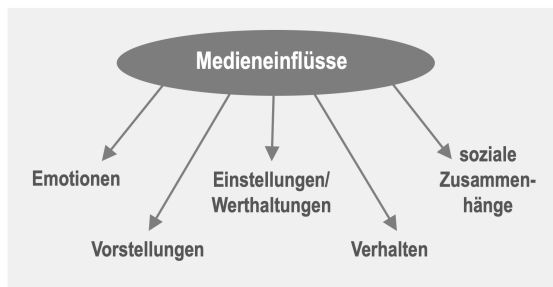 Medieneinflüsse
Emotionen
Vorstellungen
Einstellungen/
Werthaltungen
Verhalten
soziale
Zusammen-
hänge